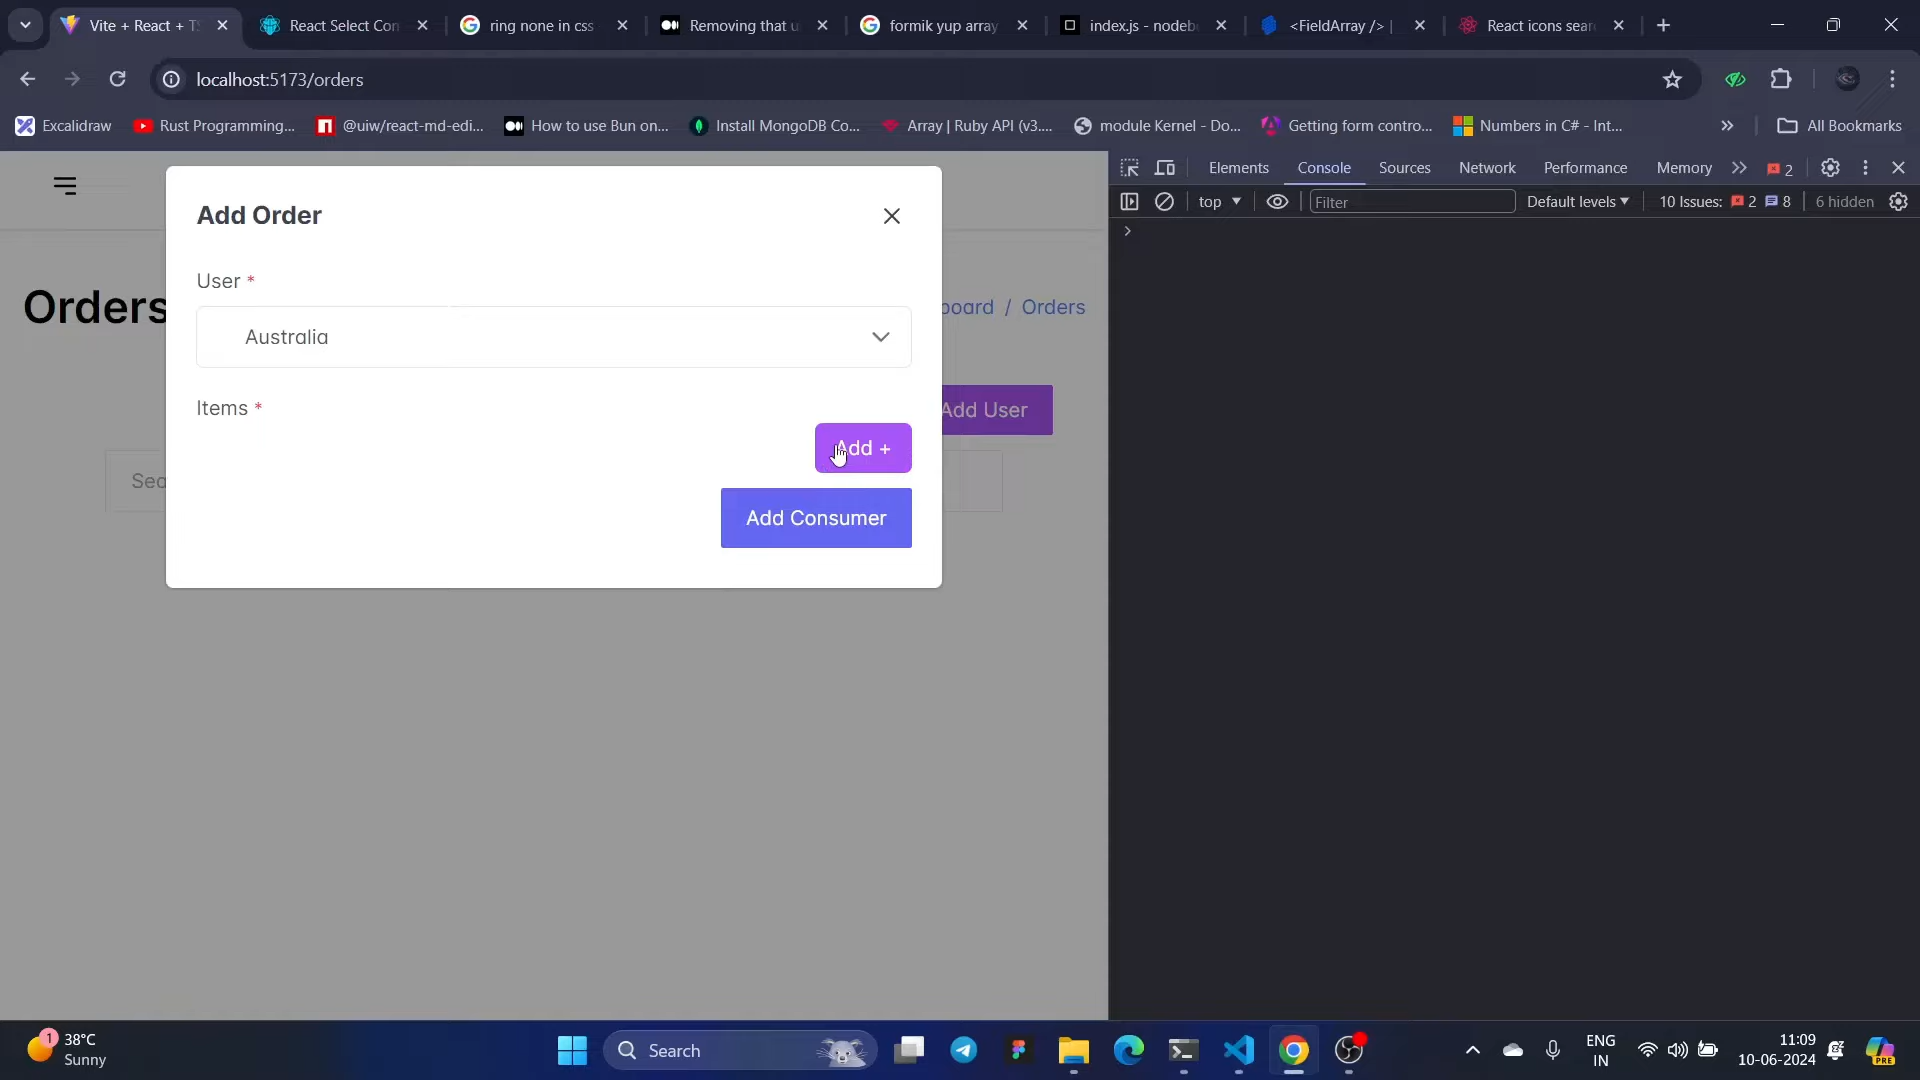 Vite + React + TS
React Select Con
ring none in css
Removing that u
formik yup array
index.js - nodeb
<FieldArray /> |
React icons sear
localhost:5173/orders
Excalidraw
Rust Programming...
@uiw/react-md-edi...
How to use Bun on...
Install MongoDB Co...
Array | Ruby API (v3....
module Kernel - Do...
Getting form contro...
Numbers in C# - Int...
All Bookmarks
Elements
Console
Sources
Network
Performance
Memory
2
top
Filter
Default levels
10 Issues: 2 8
6 hidden
Add Order
User *
Australia
Items *
Add +
Add Consumer
Orders
board / Orders
Add User
Sea
1
38°C
Sunny
Search
ENG
IN
11:09
10-06-2024
PRE